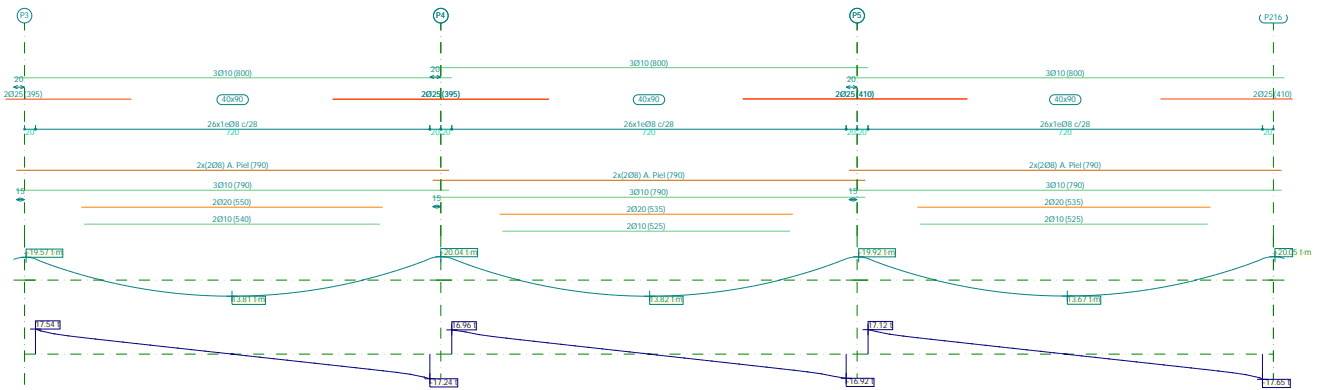 P3 P4 P5 P216
3Ø10 (800)
20
3Ø10 (800)
20
3Ø10 (800)
20
2Ø25 (395) 40x90 2Ø25 (395) 40x90 2Ø25 (410) 40x90 2Ø25 (410)
26x1eØ8 c/28 26x1eØ8 c/28 26x1eØ8 c/28
20 720 20 20 720 20 20 720 20
2x(2Ø8) A. Piel (790) 2x(2Ø8) A. Piel (790) 2x(2Ø8) A. Piel (790)
15 3Ø10 (790) 15 3Ø10 (790) 15 3Ø10 (790)
2Ø20 (550) 2Ø20 (535) 2Ø20 (535)
2Ø10 (540) 2Ø10 (525) 2Ø10 (525)
-19.57 t·m -20.04 t·m -19.92 t·m -20.05 t·m
13.81 t·m 13.82 t·m 13.67 t·m
17.54 t 16.96 t 17.12 t
-17.24 t -16.92 t -17.65 t